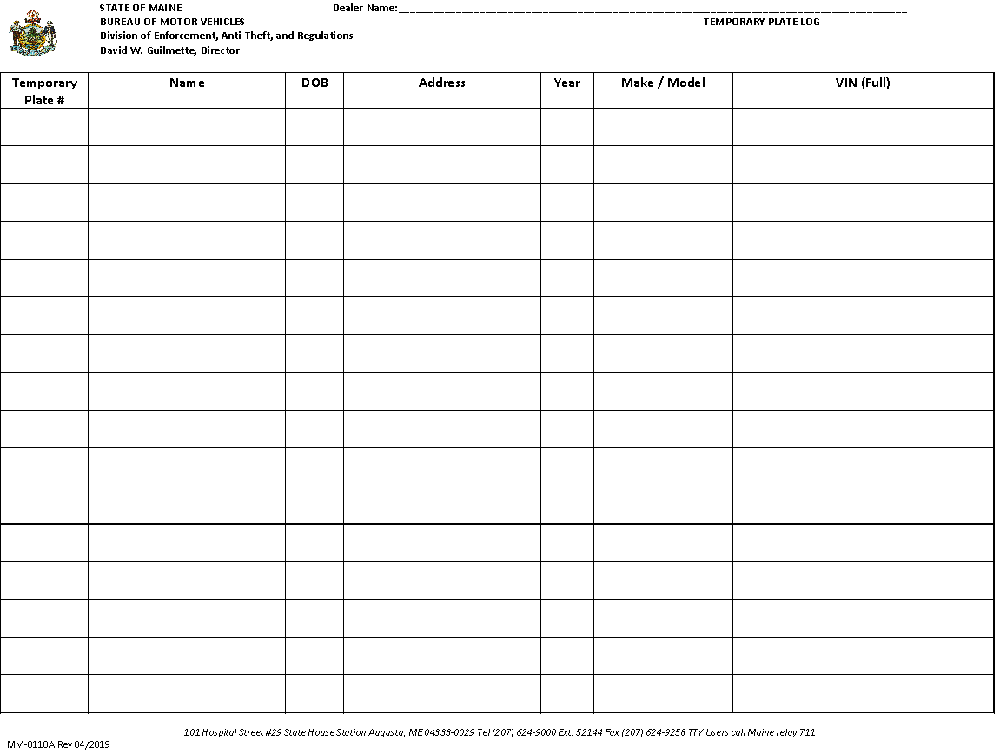 STATE OF MAINE Dealer Name:
BUREAU OF MOTOR VEHICLES TEMPORARY PLATE LOG
Division of Enforcement, Anti-Theft, and Regulations
David W. Guilmette, Director
Temporary Plate # Name DOB Address Year Make / Model VIN (Full)
101 Hospital Street #29 State House Station Augusta, ME 04333-0029 Tel (207) 624-9000 Ext. 52144 Fax (207) 624-9258 TTY Users call Maine relay 711
MM-0110A Rev 04/2019